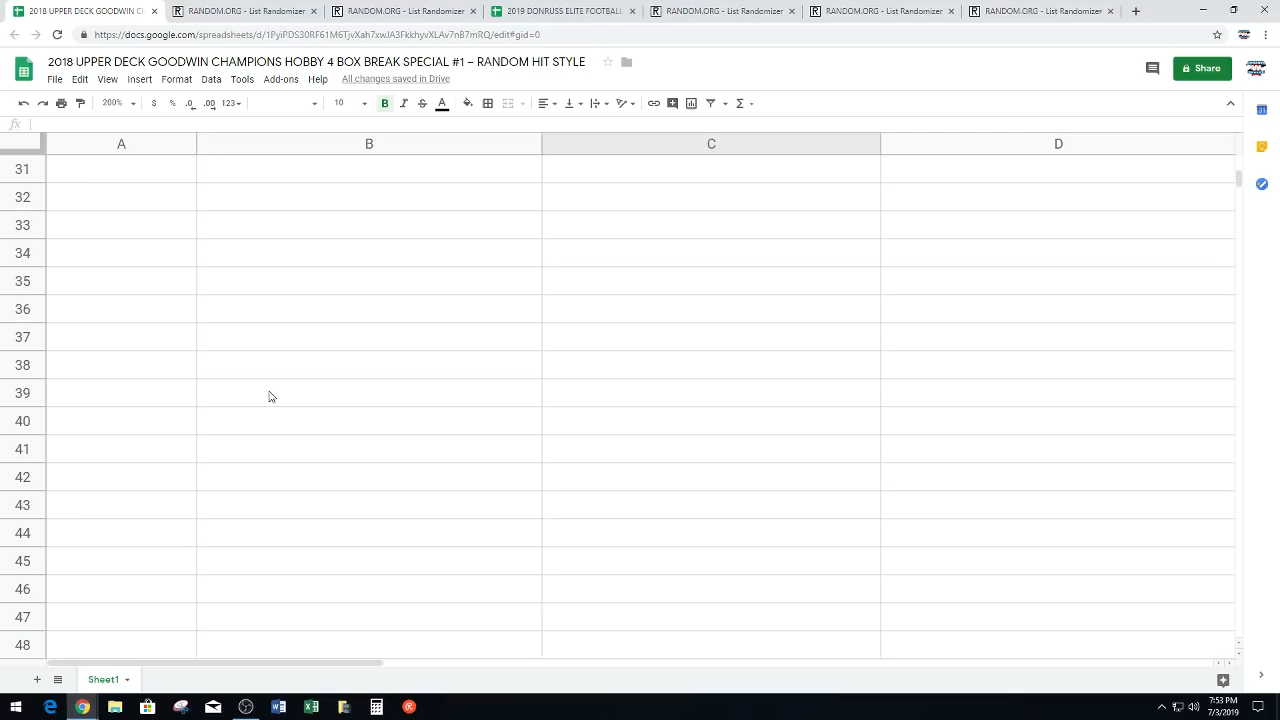 2018 UPPER DECK GOODWIN CH
RANDOM.ORG - List Randomizer
RANDOM.ORG - List Randomizer
2019 DONRUSS ELITE FOOTBALL
RANDOM.ORG - List Randomizer
RANDOM.ORG - List Randomizer
RANDOM.ORG - List Randomizer
https://docs.google.com/spreadsheets/d/1PyiPDS30RF61M6TjvXah7xwJA3FkkhyvXLAv7n87mRQ/edit#gid=0
2018 UPPER DECK GOODWIN CHAMPIONS HOBBY 4 BOX BREAK SPECIAL #1 – RANDOM HIT STYLE
Share
File Edit View Insert Format Data Tools Add-ons Help All changes saved in Drive
200% $ % .0 .00 123 10 B I S A
fx
A B C D
31
32
33
34
35
36
37
38
39
40
41
42
43
44
45
46
47
48
Sheet1
7:53 PM
7/3/2019